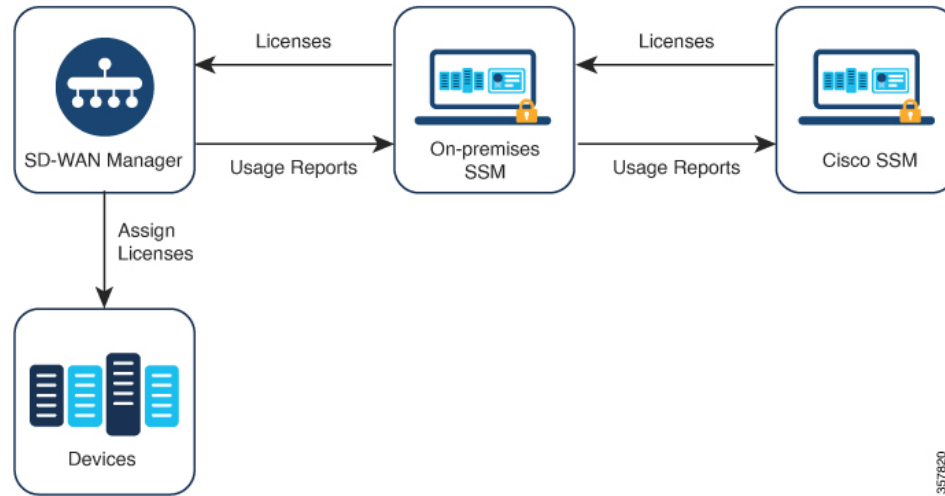 Licenses
Licenses
SD-WAN Manager
Usage Reports
On-premises
SSM
Usage Reports
Cisco SSM
Assign
Licenses
Devices
357820